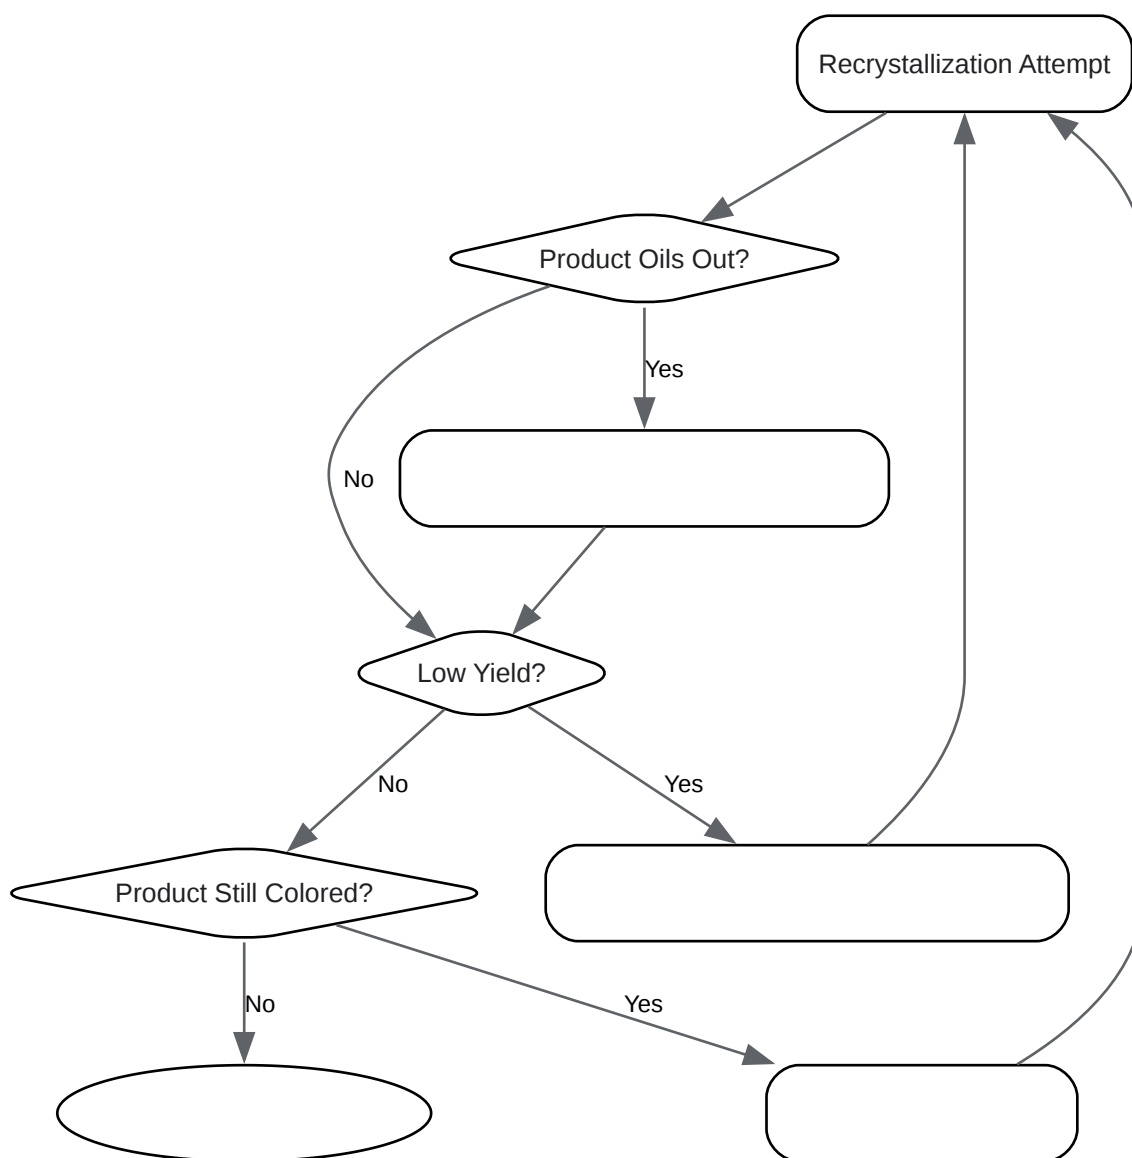 Recrystallization Attempt
Product Oils Out?
Yes
No
Low Yield?
No
Yes
Product Still Colored?
No
Yes